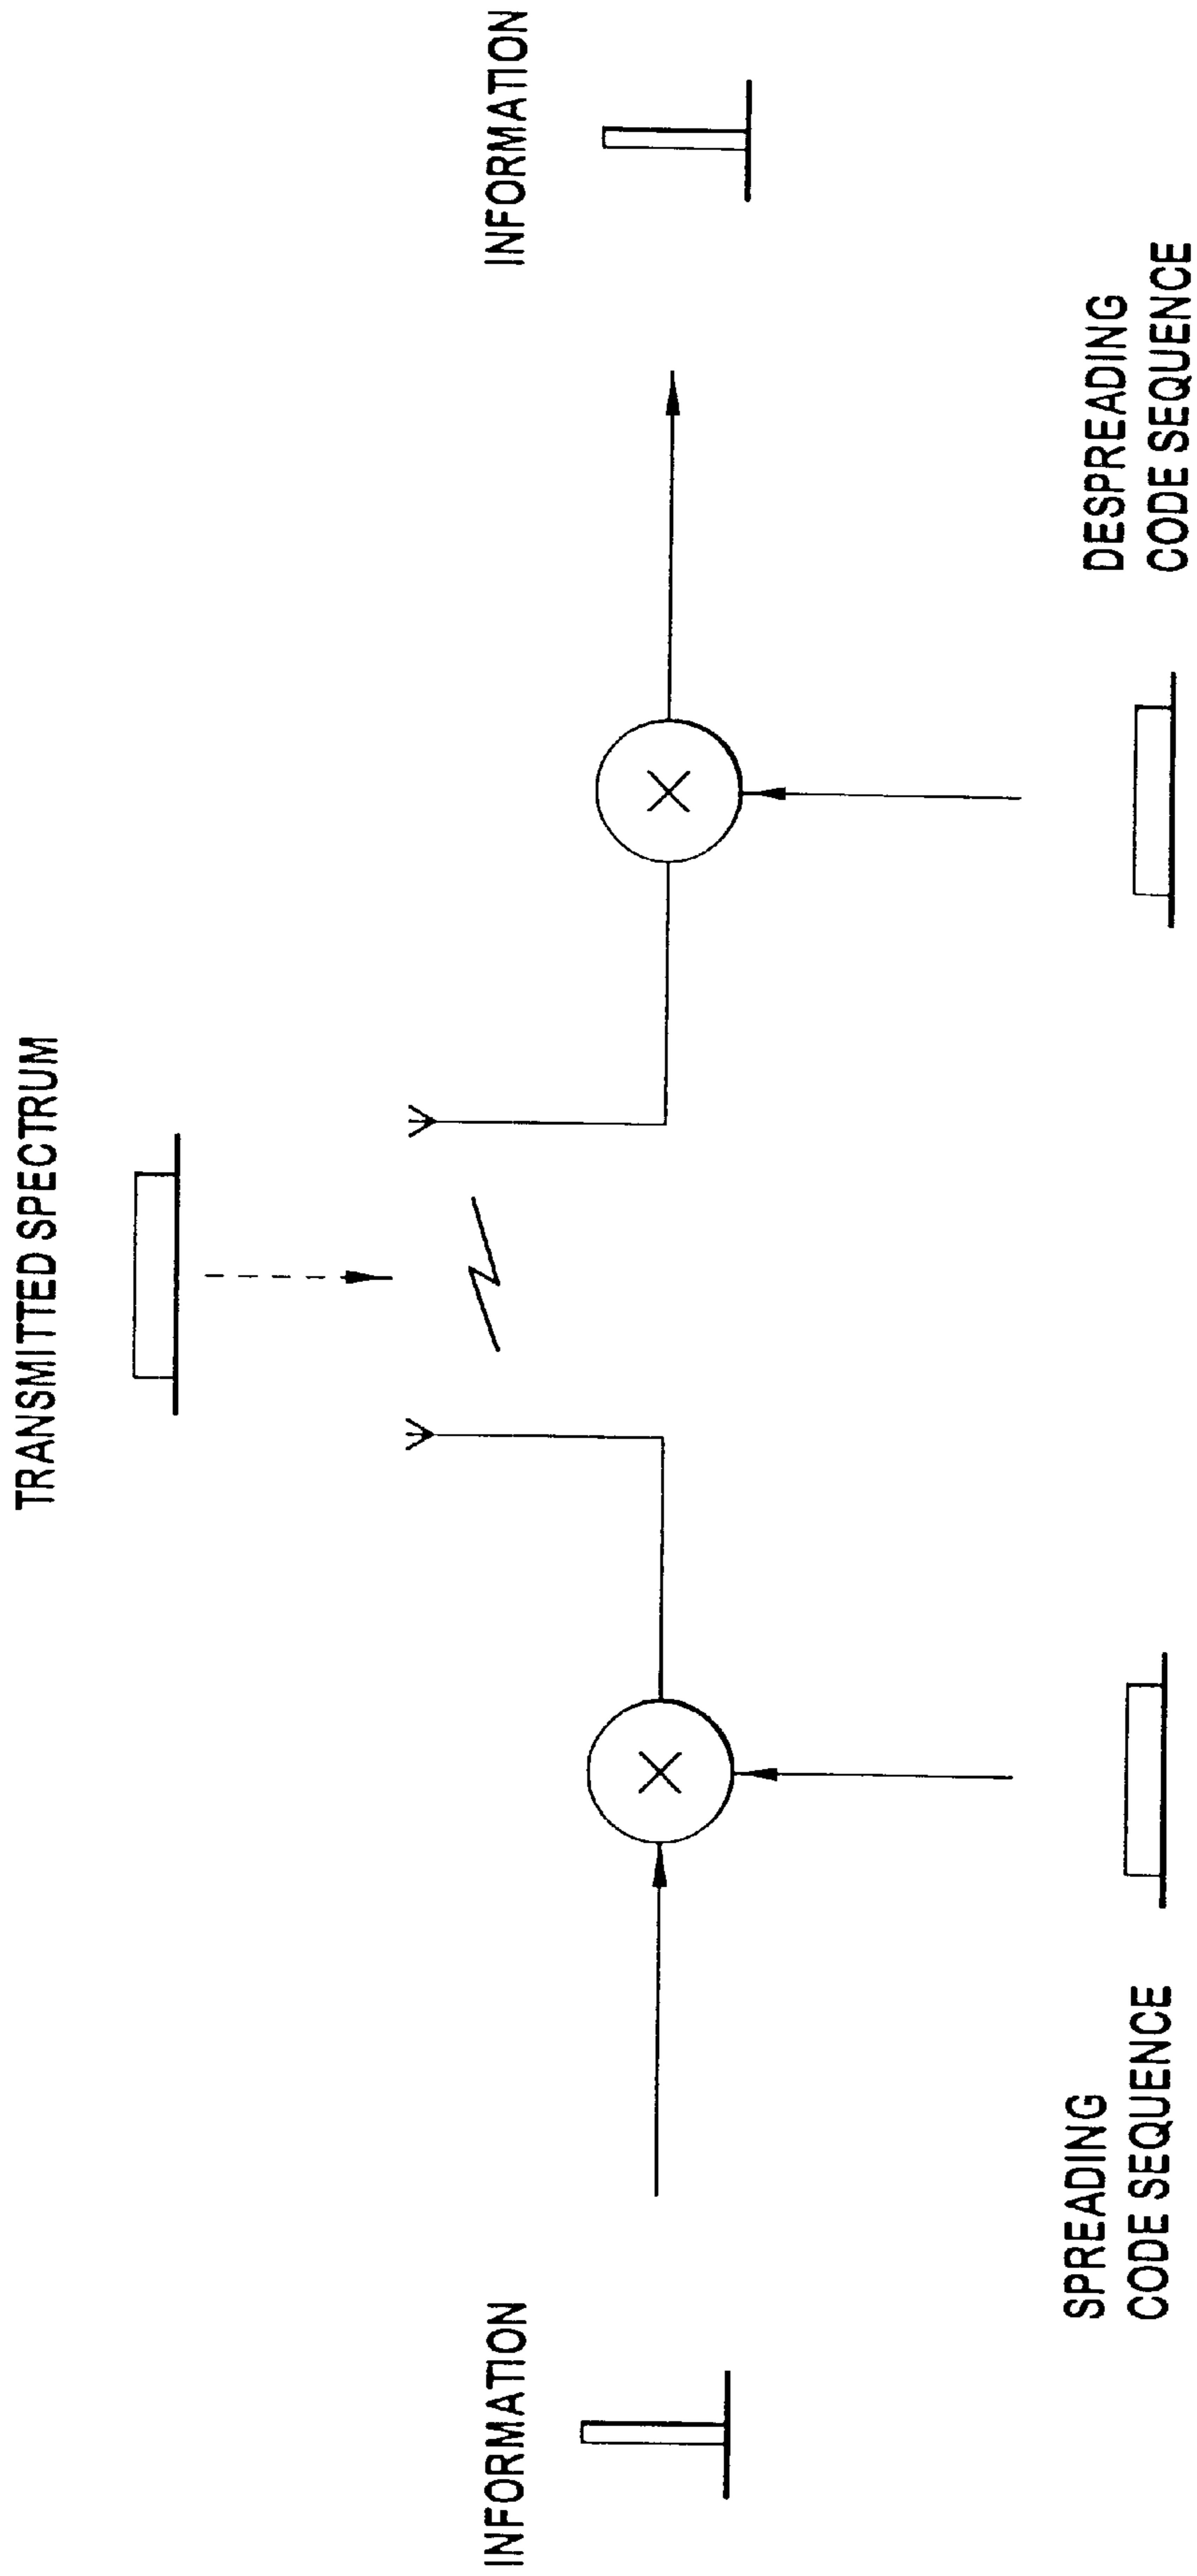 TRANSMITTED SPECTRUM
INFORMATION
INFORMATION
SPREADING
CODE SEQUENCE
DESPREADING
CODE SEQUENCE